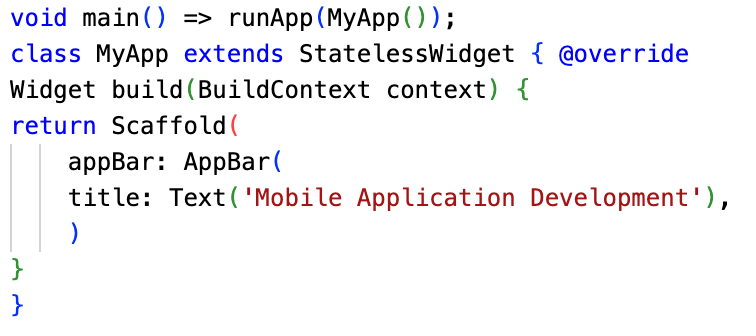 void main() => runApp(MyApp());
class MyApp extends StatelessWidget { @override
Widget build(BuildContext context) {
return Scaffold(
appBar: AppBar(
title: Text('Mobile Application Development'),
)
}
}